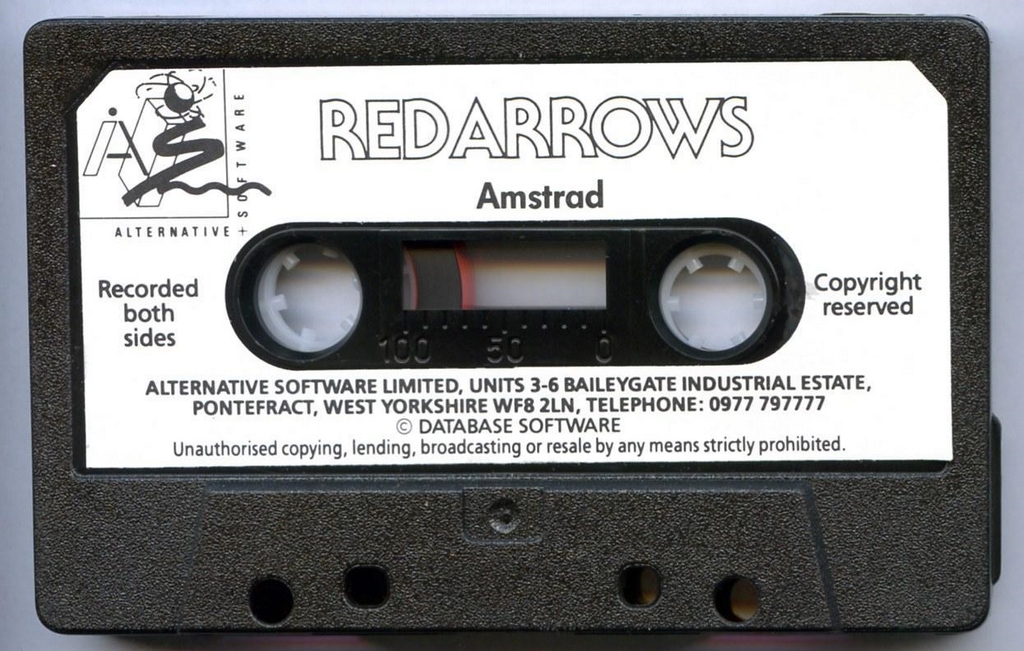 REDARROWS
Amstrad
AS
SOFTWARE
ALTERNATIVE +
Recorded
both
sides
Copyright
reserved
100 50 0
ALTERNATIVE SOFTWARE LIMITED, UNITS 3-6 BAILEYGATE INDUSTRIAL ESTATE,
PONTEFRACT, WEST YORKSHIRE WF8 2LN, TELEPHONE: 0977 797777
© DATABASE SOFTWARE
Unauthorised copying, lending, broadcasting or resale by any means strictly prohibited.